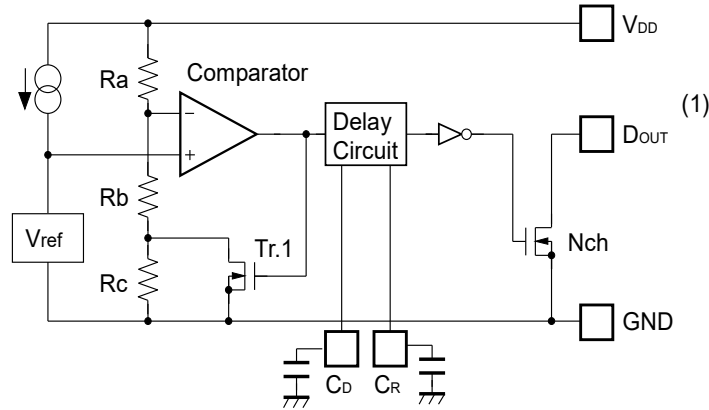 VDD
Ra
Comparator
−
+
Delay
Circuit
(1)
DOUT
Rb
Vref
Tr.1
Nch
Rc
GND
CD
CR